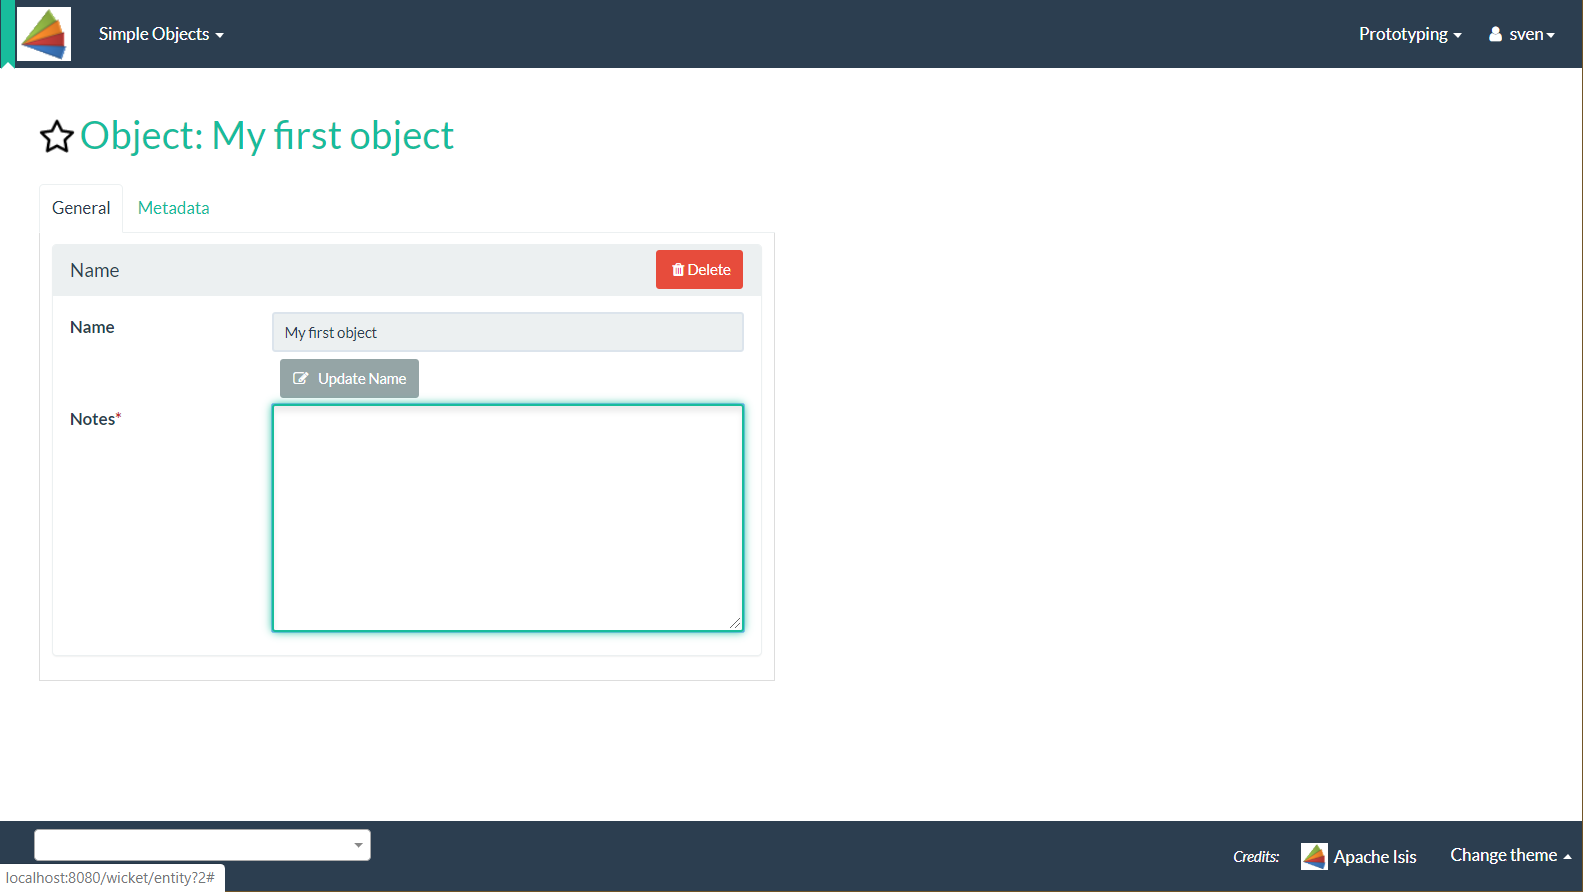 Simple Objects
Prototyping
sven
Object: My first object
General
Metadata
Name
Delete
Name
My first object
Update Name
Notes*
Credits:
Apache Isis
Change theme
localhost:8080/wicket/entity?2#